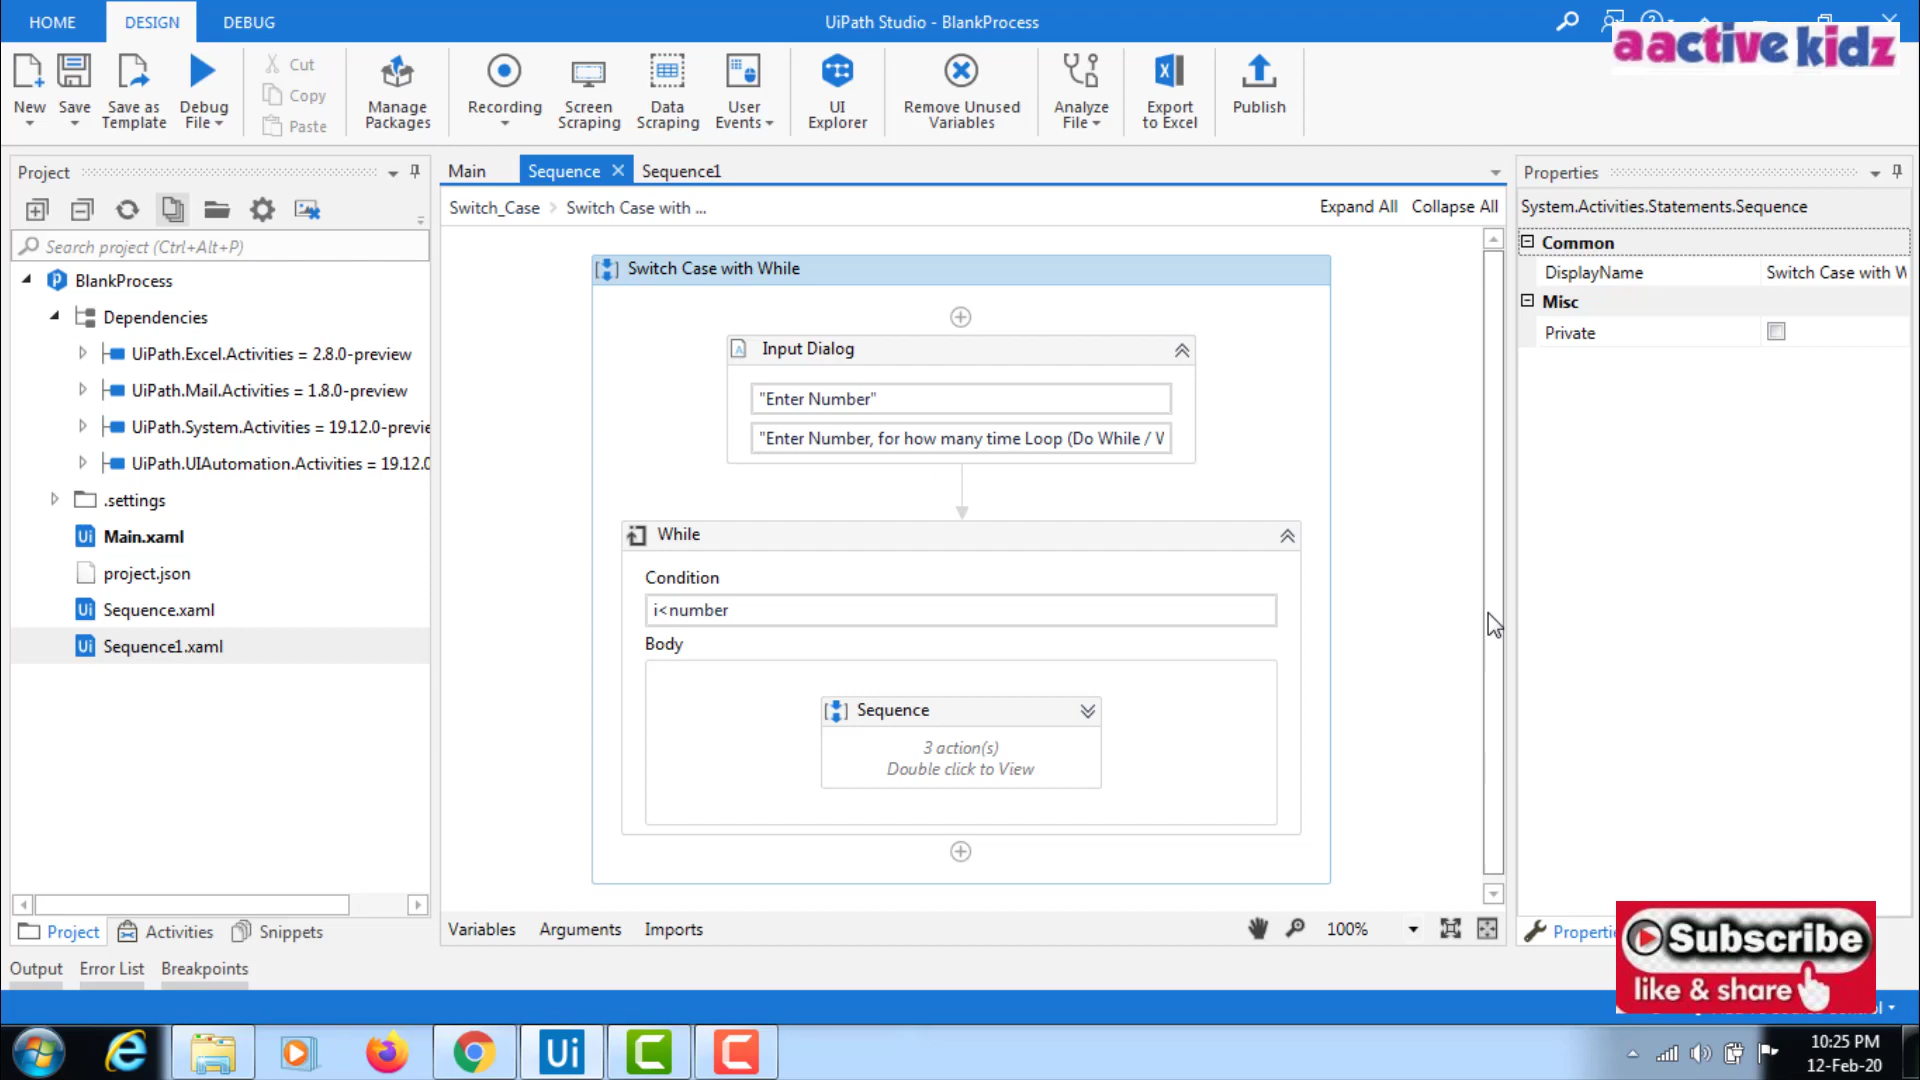 HOME
DESIGN
DEBUG
UiPath Studio - BlankProcess
aactive kidz
New
Save
Save as
Template
Debug
File
Cut
Copy
Paste
Manage
Packages
Recording
Screen
Scraping
Data
Scraping
User
Events
UI
Explorer
Remove Unused
Variables
Analyze
File
Export
to Excel
Publish
Project
Search project (Ctrl+Alt+P)
BlankProcess
Dependencies
UiPath.Excel.Activities = 2.8.0-preview
UiPath.Mail.Activities = 1.8.0-preview
UiPath.System.Activities = 19.12.0-previe
UiPath.UIAutomation.Activities = 19.12.0
.settings
Main.xaml
project.json
Sequence.xaml
Sequence1.xaml
Project
Activities
Snippets
Main
Sequence
Sequence1
Switch_Case
Switch Case with ...
Expand All
Collapse All
Switch Case with While
Input Dialog
"Enter Number"
"Enter Number, for how many time Loop (Do While / W
While
Condition
i<number
Body
Sequence
3 action(s)
Double click to View
Variables
Arguments
Imports
100%
Properties
System.Activities.Statements.Sequence
Common
DisplayName
Switch Case with W
Misc
Private
Properti
Output
Error List
Breakpoints
Subscribe
like & share
10:25 PM
12-Feb-20